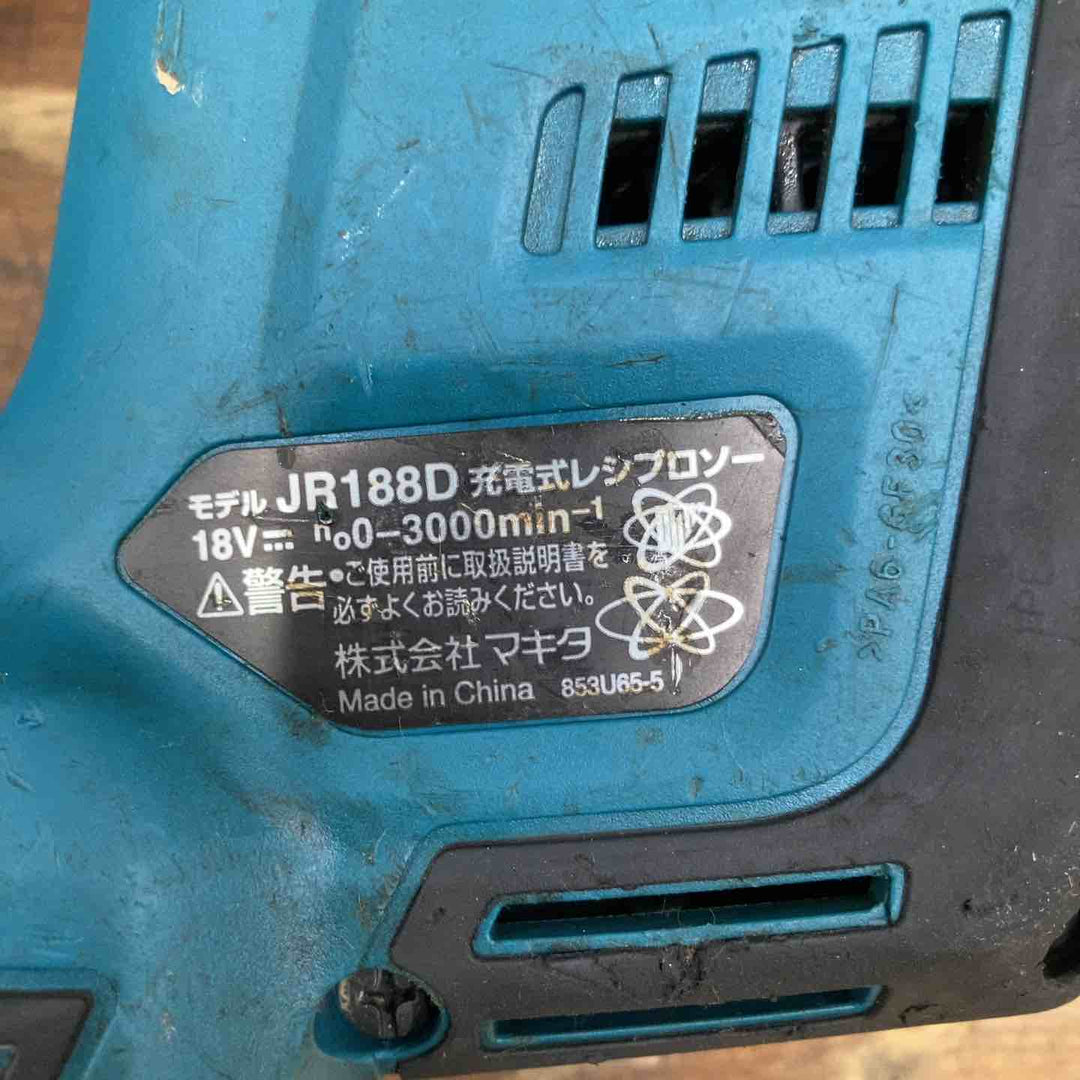 モデル JR188D 充電式レシプロソー
18V⎓ n₀0-3000min⁻¹
⚠警告 •ご使用前に取扱説明書を
必ずよくお読みください。
株式会社 マキタ
Made in China 853U65-5
>PA6-GF30<